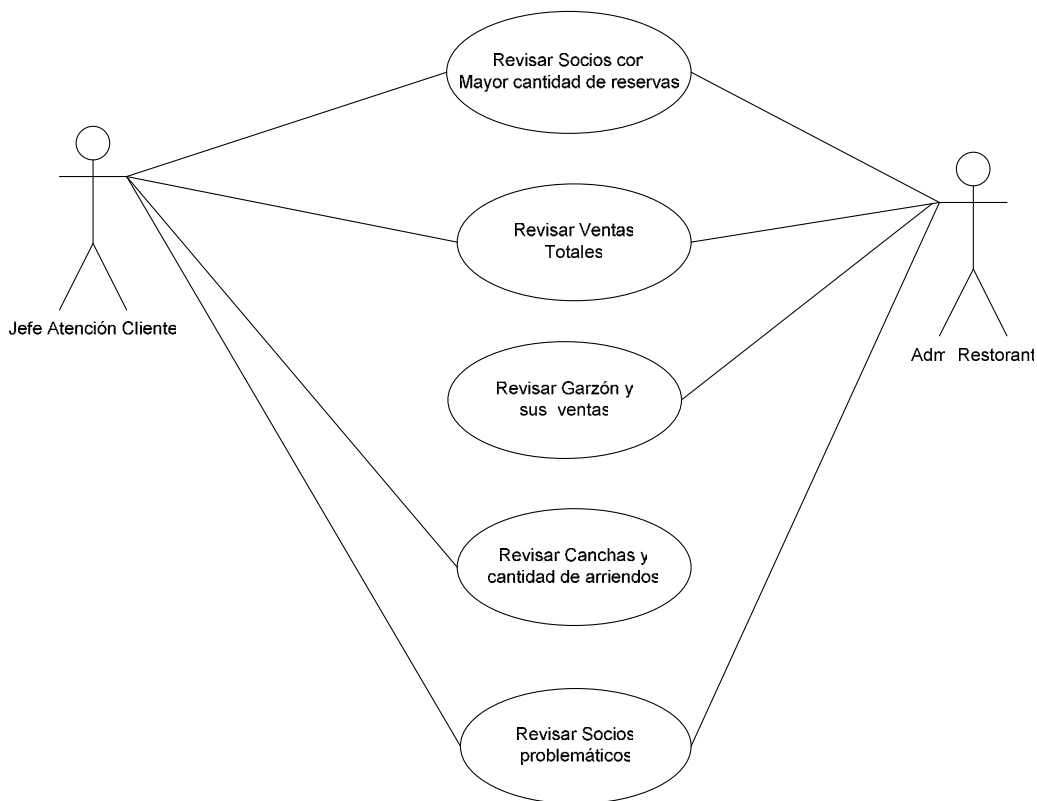 Revisar Socios con
Mayor cantidad de reservas
Revisar Ventas
Totales
Jefe Atención Cliente
Adm Restorant
Revisar Garzón y
sus ventas
Revisar Canchas y
cantidad de arriendos
Revisar Socios
problemáticos